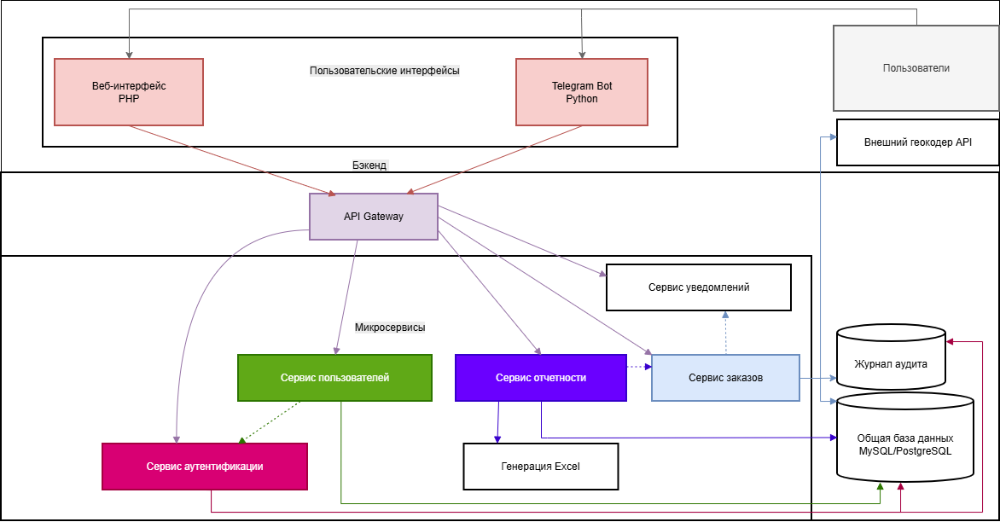 Пользователи
Пользовательские интерфейсы
Веб-интерфейс
PHP
Telegram Bot
Python
Внешний геокодер API
Бэкенд
API Gateway
Сервис уведомлений
Микросервисы
Сервис пользователей
Сервис отчетности
Сервис заказов
Журнал аудита
Общая база данных
MySQL/PostgreSQL
Сервис аутентификации
Генерация Excel